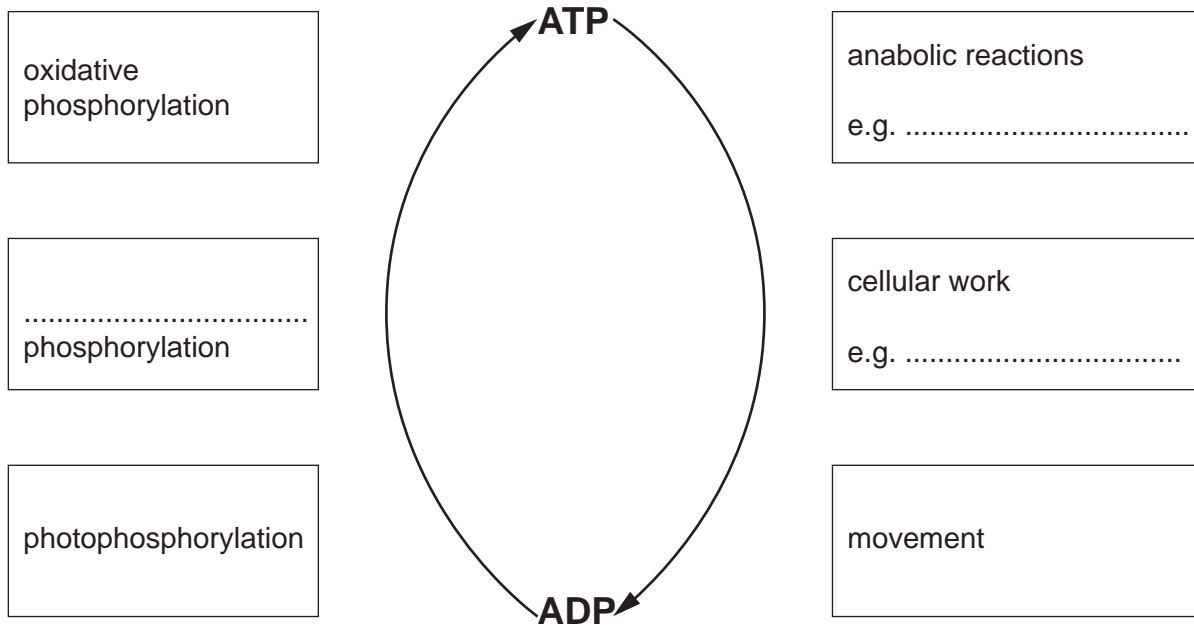 ATP
oxidative
phosphorylation
..................................
phosphorylation
photophosphorylation
anabolic reactions
e.g. ..................................
cellular work
e.g. .................................
movement
ADP